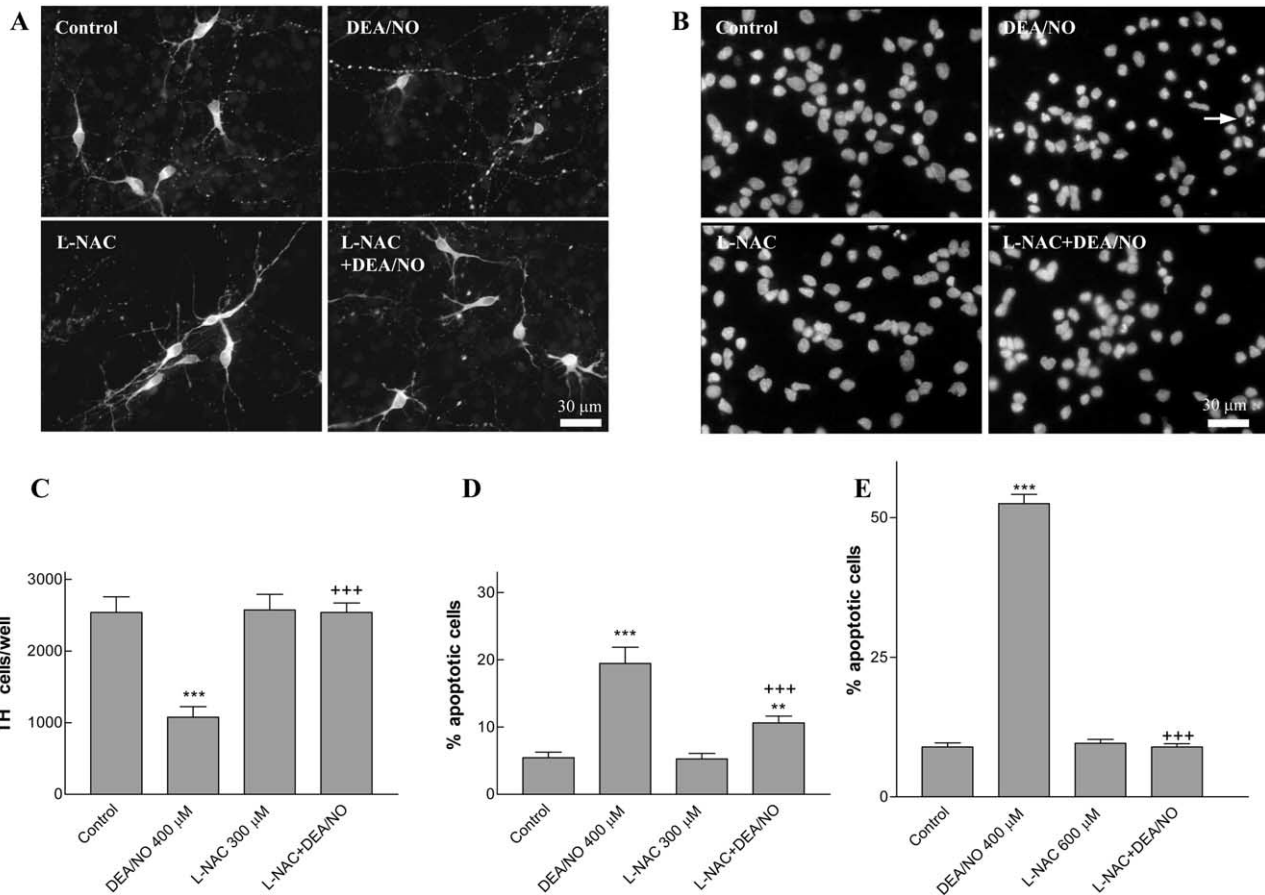 A
Control
DEA/NO
L-NAC
L-NAC
+DEA/NO
30 μm
B
Control
DEA/NO
L-NAC
L-NAC+DEA/NO
30 μm
C
TH cells/well
3000
2000
1000
0
***
+++
Control
DEA/NO 400 μM
L-NAC 300 μM
L-NAC+DEA/NO
D
% apoptotic cells
30
20
10
0
***
+++
**
Control
DEA/NO 400 μM
L-NAC 300 μM
L-NAC+DEA/NO
E
% apoptotic cells
50
25
0
***
+++
Control
DEA/NO 400 μM
L-NAC 600 μM
L-NAC+DEA/NO